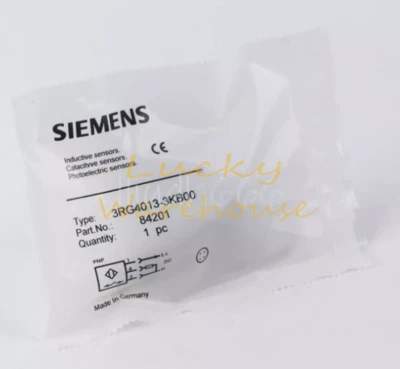 SIEMENS
Inductive sensors.
Catacitvve sensors.
Photoelectric sensors.
CE
Lucky
Warehouse
Type: 3RG4013-3KB00
Part.No.: 84201
Quantity: 1 pc
PNP
L+
L-
Made in Germany